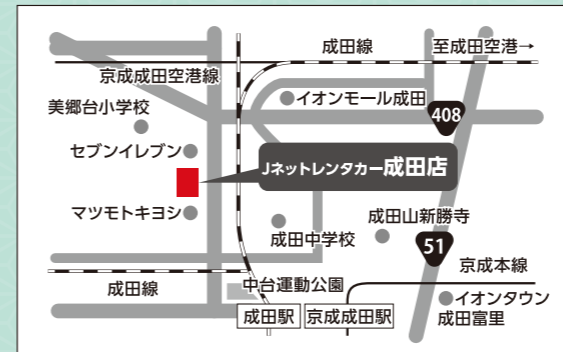 成田線
至成田空港→
京成成田空港線
イオンモール成田
美郷台小学校
408
セブンイレブン
Jネットレンタカー成田店
マツモトキヨシ
成田山新勝寺
成田中学校
51
京成本線
中台運動公園
成田線
イオンタウン
成田富里
成田駅
京成成田駅